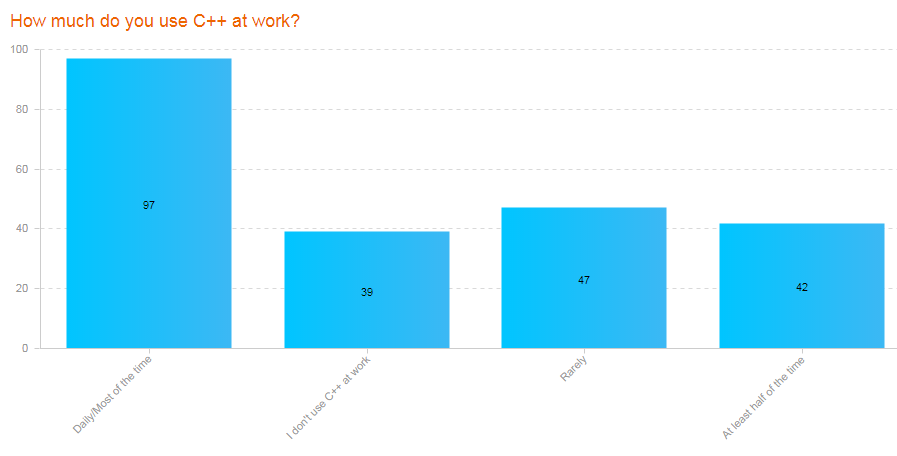 How much do you use C++ at work?
100
80
60
40
20
0
97
39
47
42
Daily/Most of the time
I don't use C++ at work
Rarely
At least half of the time